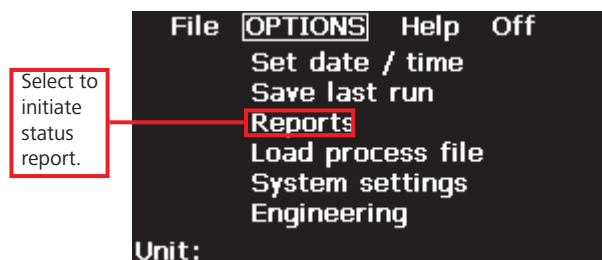 File OPTIONS Help Off
Set date / time
Save last run
Reports
Load process file
System settings
Engineering
Unit:
Select to
initiate
status
report.